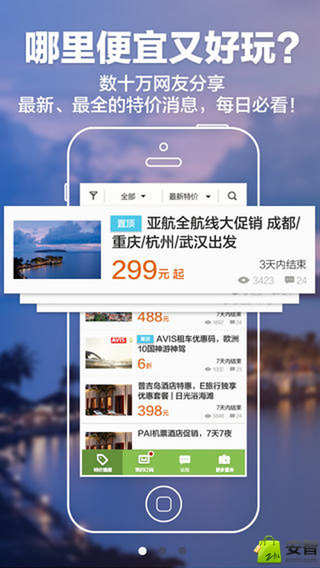 哪里便宜又好玩?
数十万网友分享
最新、最全的特价消息，每日必看!
全部
最新特价
置顶 亚航全航线大促销 成都/
重庆/杭州/武汉出发
299元 起
3天内结束
3423 24
488元
7天内结束
24
置顶 AVIS租车优惠码，欧洲
10国神游神驾
6折
7天内结束
普吉岛酒店特惠，E旅行独享
优惠套餐 | 日光浴海滩
398元
7天内结束
PAI机票酒店促销，7天7夜